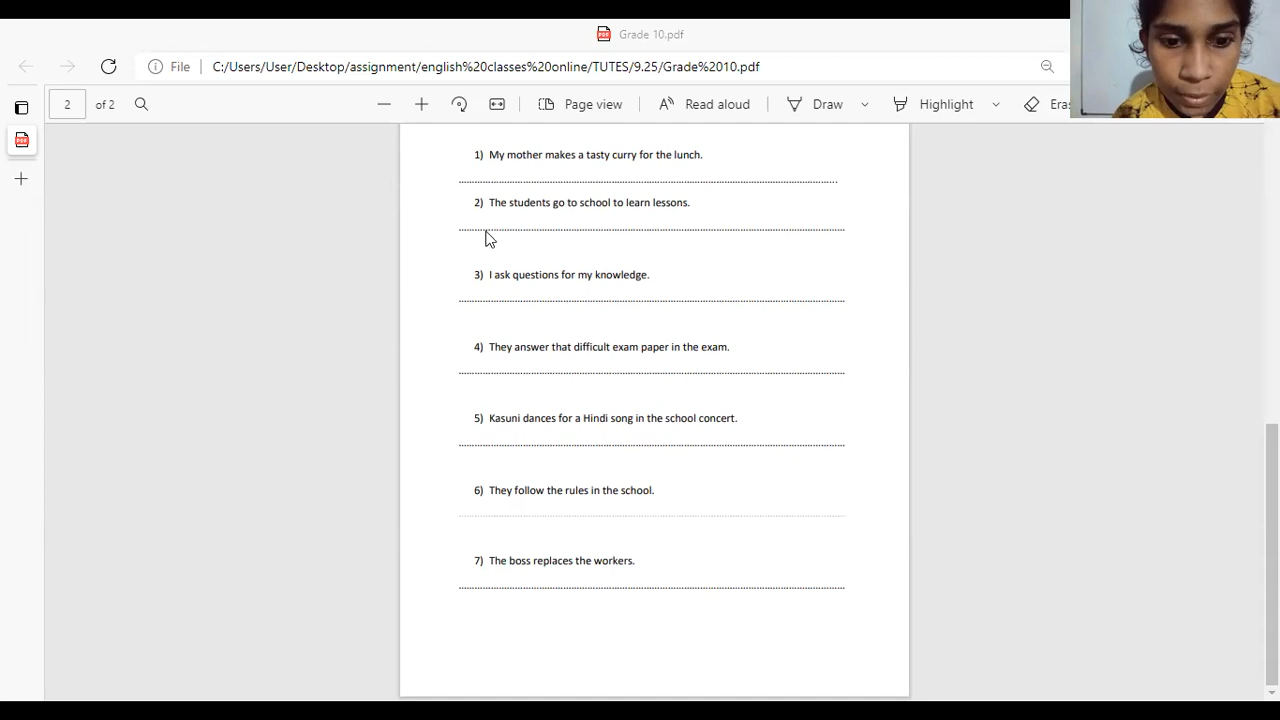 Grade 10.pdf
File C:/Users/User/Desktop/assignment/english%20classes%20online/TUTES/9.25/Grade%2010.pdf
2 of 2 Page view Read aloud Draw Highlight Eras
1) My mother makes a tasty curry for the lunch.
2) The students go to school to learn lessons.
3) I ask questions for my knowledge.
4) They answer that difficult exam paper in the exam.
5) Kasuni dances for a Hindi song in the school concert.
6) They follow the rules in the school.
7) The boss replaces the workers.